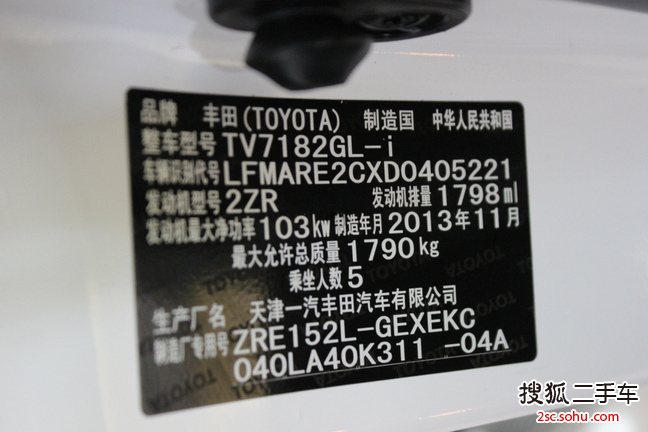 品牌 丰田(TOYOTA) 制造国 中华人民共和国
整车型号 TV7182GL-i
车辆识别代号 LFMARE2CXD0405221
发动机型号 2ZR 发动机排量 1798ml
发动机最大净功率 103kw 制造年月 2013年11月
最大允许总质量 1790kg
乘坐人数 5
生产厂名 天津一汽丰田汽车有限公司
制造厂专用号 ZRE152L-GEXEKC
040LA40K311 -04A
搜狐二手车
2sc.sohu.com